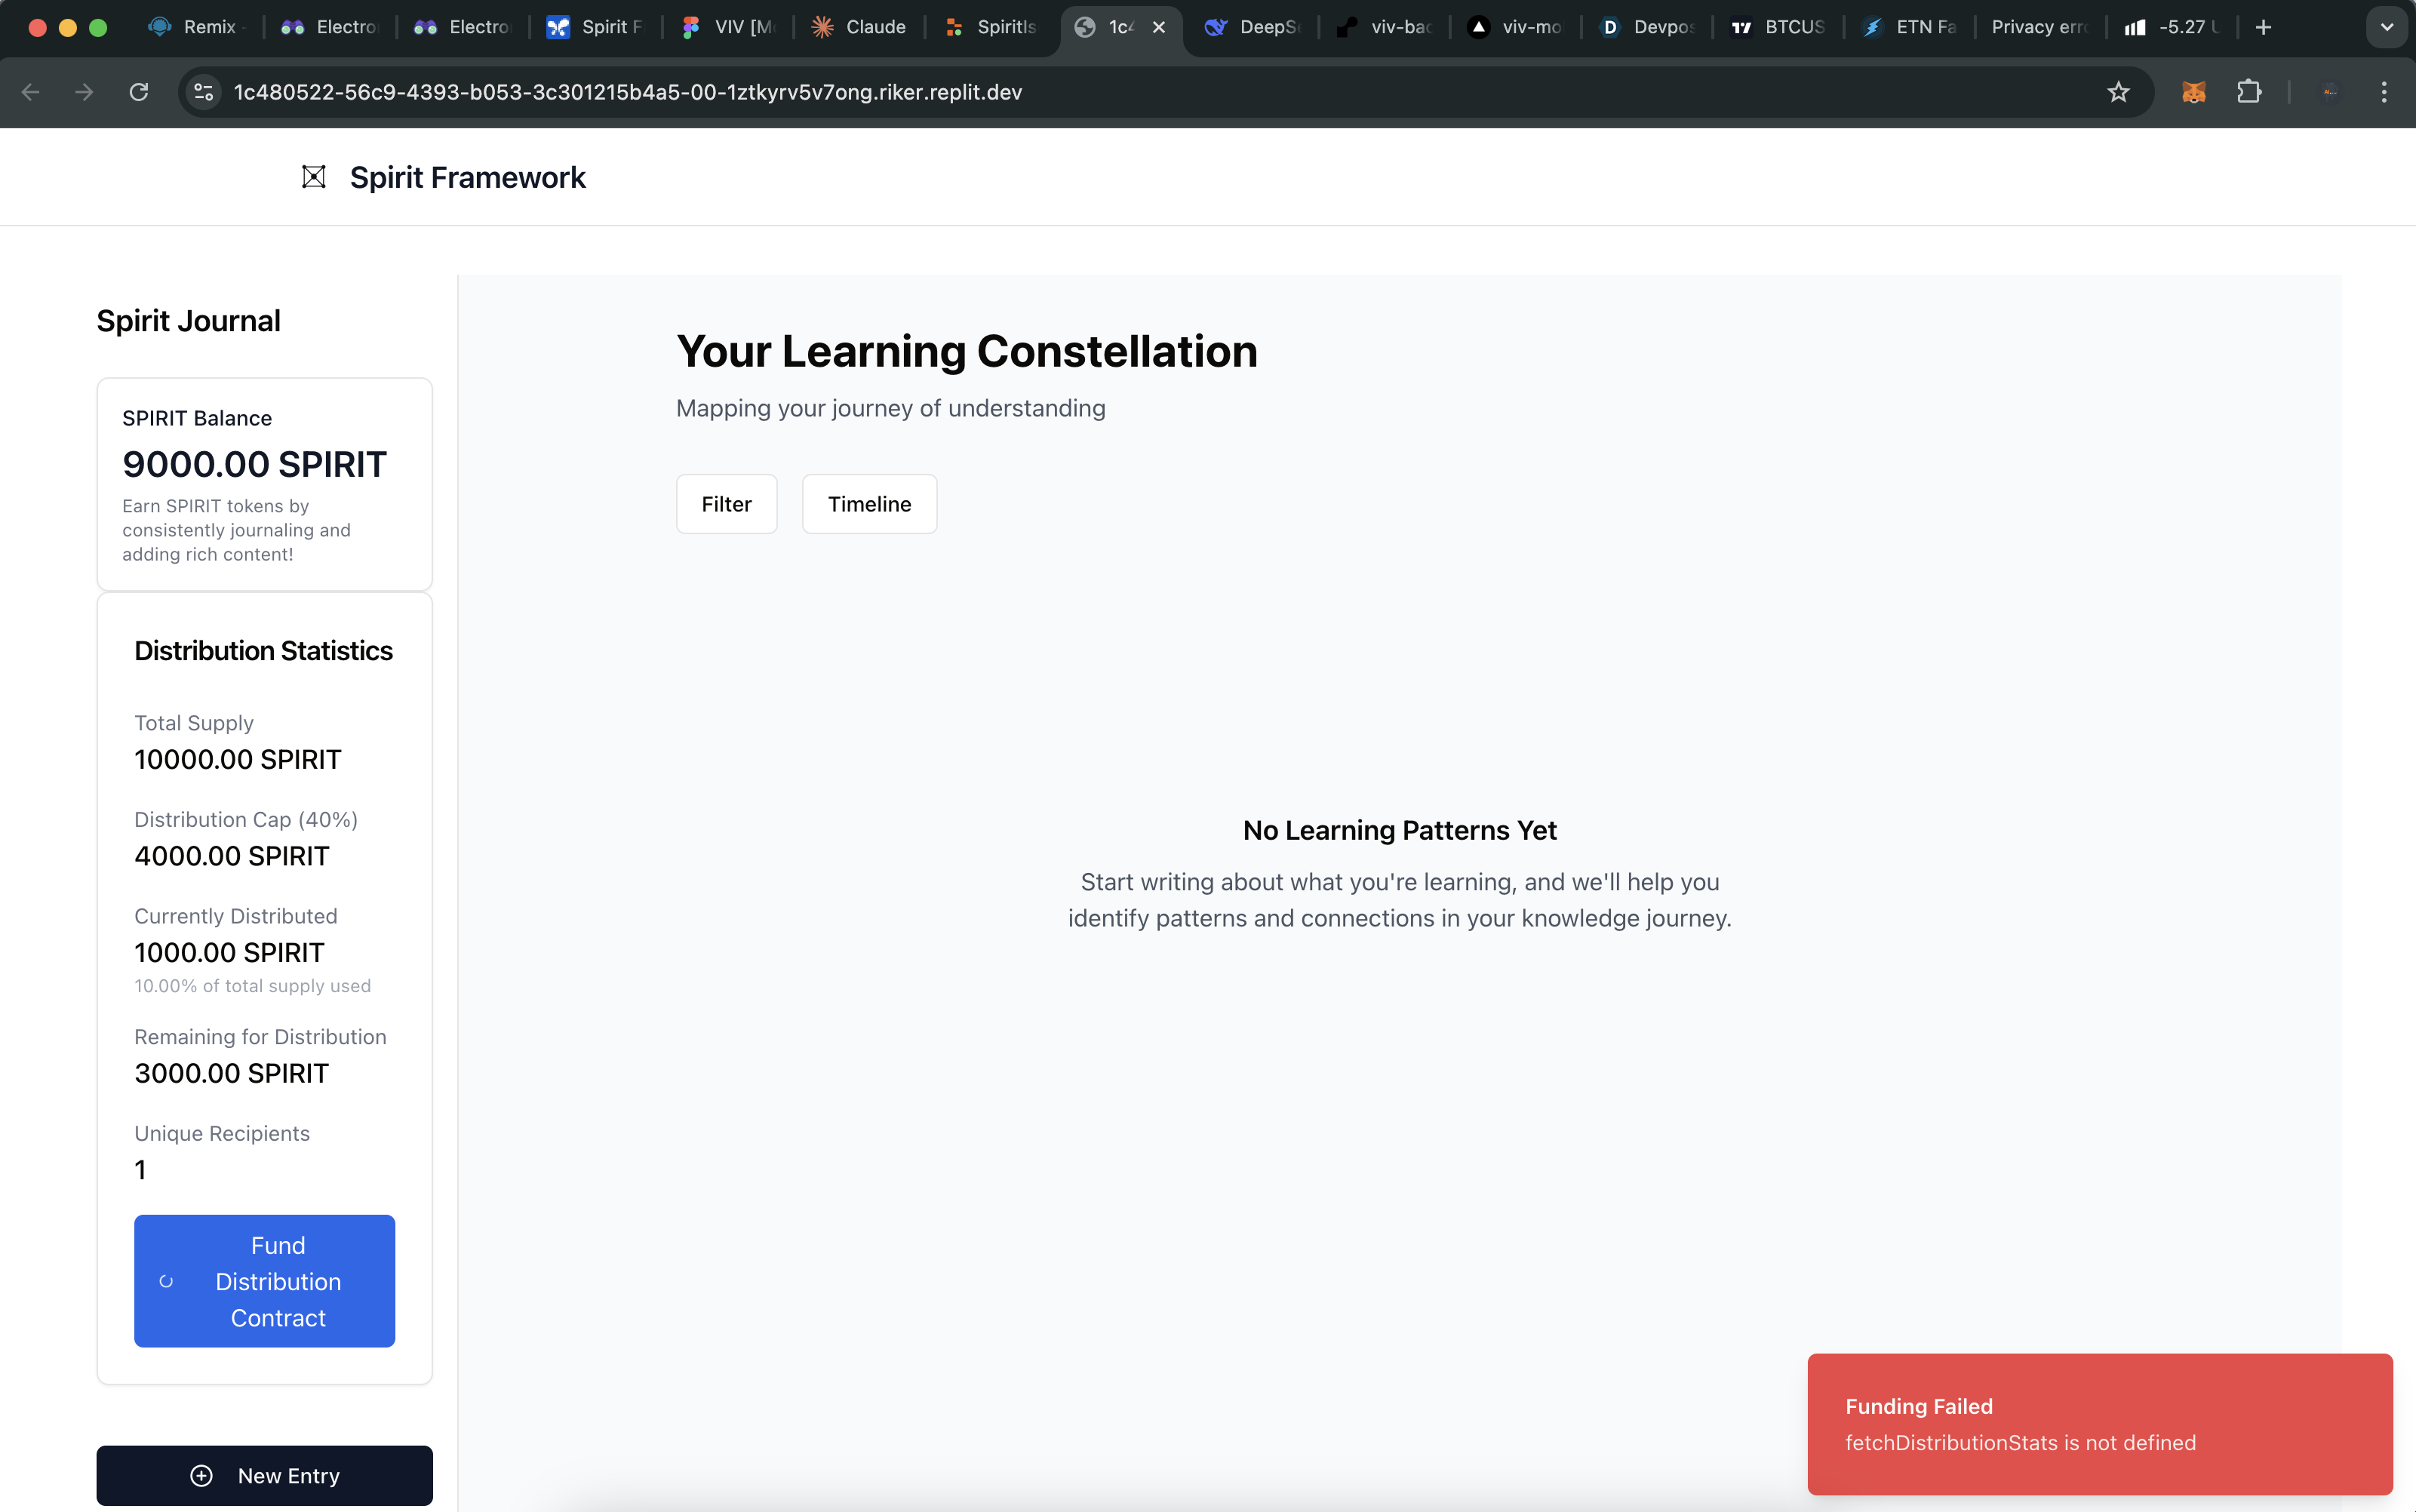 Remix
Electro
Electro
Spirit F
VIV [M
Claude
SpiritIs
1c4
DeepS
viv-bac
viv-mo
Devpos
BTCUS
ETN Fa
Privacy erro
-5.27 U
1c480522-56c9-4393-b053-3c301215b4a5-00-1ztkyrv5v7ong.riker.replit.dev
Spirit Framework
Spirit Journal
SPIRIT Balance
9000.00 SPIRIT
Earn SPIRIT tokens by
consistently journaling and
adding rich content!
Distribution Statistics
Total Supply
10000.00 SPIRIT
Distribution Cap (40%)
4000.00 SPIRIT
Currently Distributed
1000.00 SPIRIT
10.00% of total supply used
Remaining for Distribution
3000.00 SPIRIT
Unique Recipients
1
Fund
Distribution
Contract
New Entry
Your Learning Constellation
Mapping your journey of understanding
Filter
Timeline
No Learning Patterns Yet
Start writing about what you're learning, and we'll help you
identify patterns and connections in your knowledge journey.
Funding Failed
fetchDistributionStats is not defined